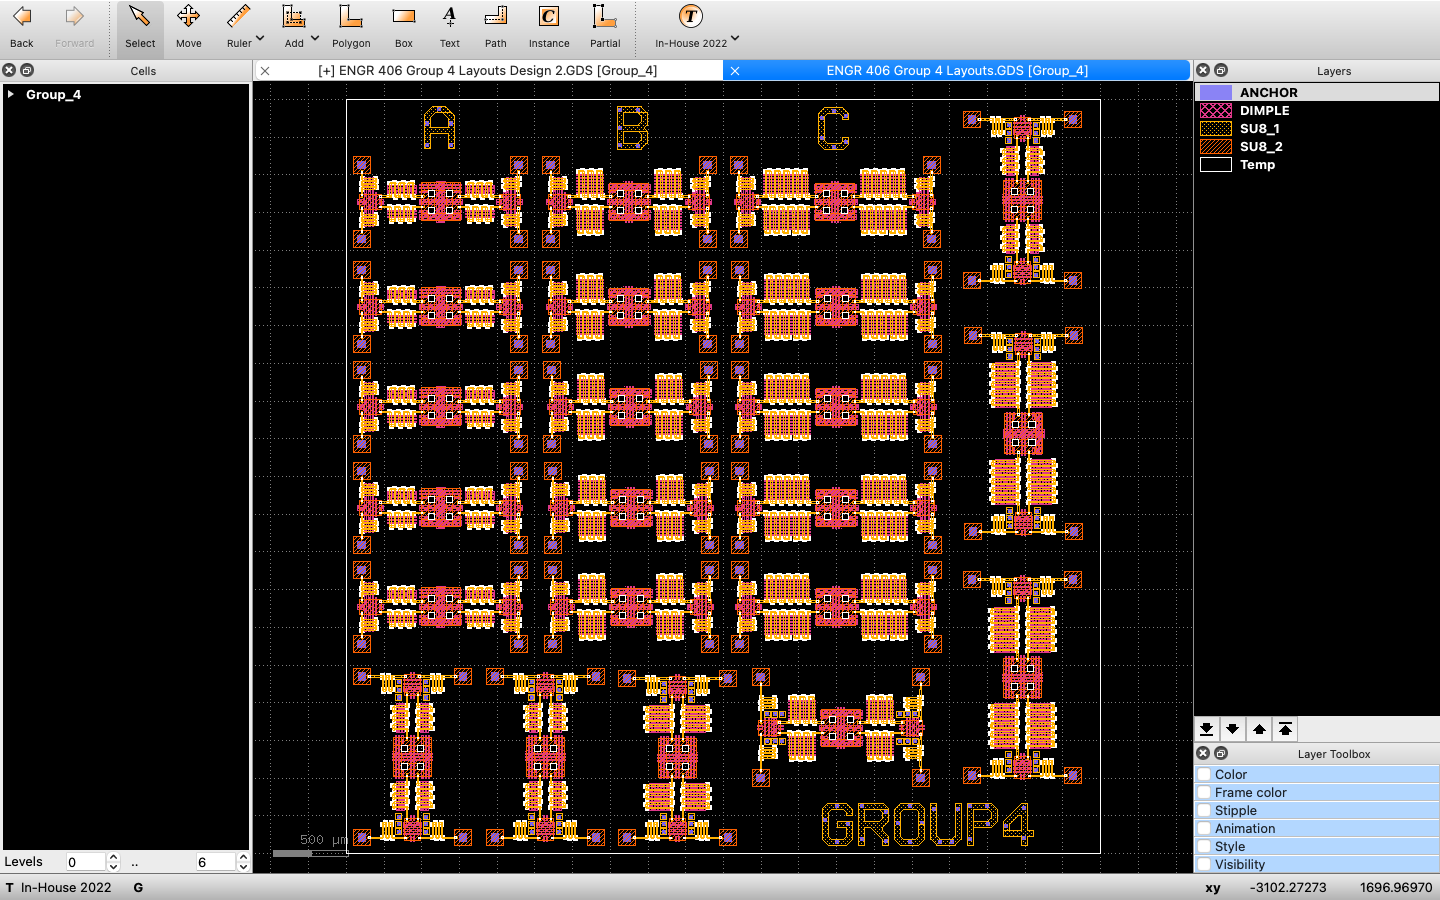 Back
Forward
Select
Move
Ruler
Add
Polygon
Box
A
Text
Path
C
Instance
Partial
T
In-House 2022
Cells
[+] ENGR 406 Group 4 Layouts Design 2.GDS [Group_4]
ENGR 406 Group 4 Layouts.GDS [Group_4]
Layers
Group_4
A
B
C
GROUP4
500 μm
ANCHOR
DIMPLE
SU8_1
SU8_2
Temp
Layer Toolbox
Color
Frame color
Stipple
Animation
Style
Visibility
Levels 0 .. 6
T In-House 2022 G
xy -3102.27273 1696.96970